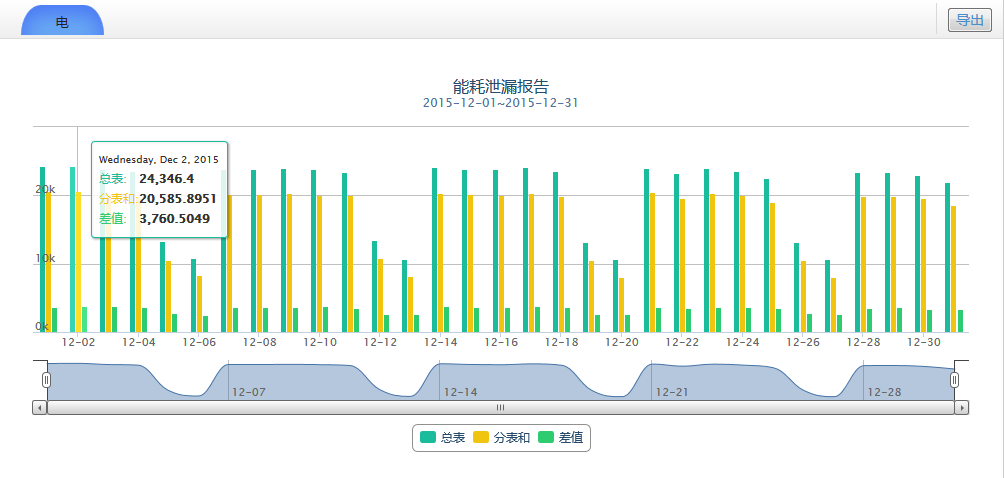 电
导出
能耗泄漏报告
2015-12-01~2015-12-31
Wednesday, Dec 2, 2015
总表: 24,346.4
分表和:20,585.8951
差值: 3,760.5049
20k
10k
0k
12-02 12-04 12-06 12-08 12-10 12-12 12-14 12-16 12-18 12-20 12-22 12-24 12-26 12-28 12-30
12-07 12-14 12-21 12-28
总表 分表和 差值